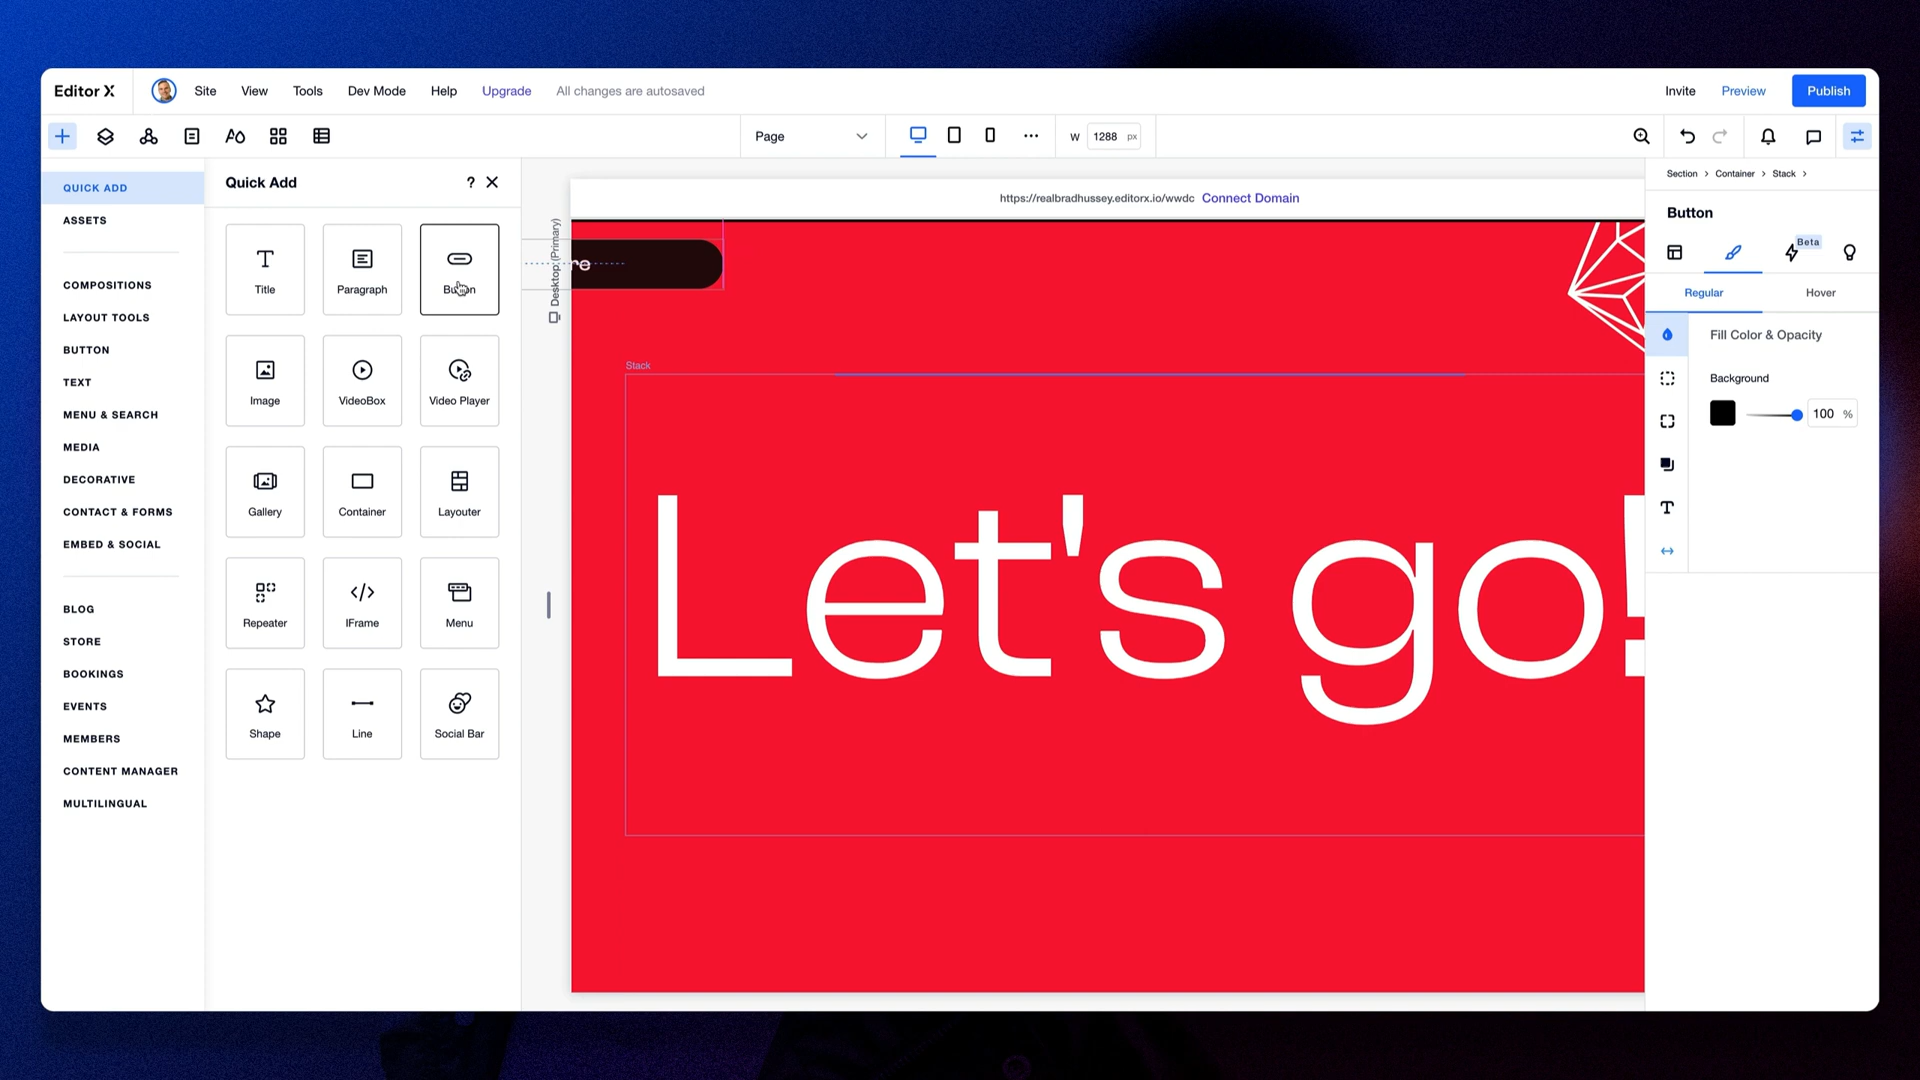 Editor X
Site
View
Tools
Dev Mode
Help
Upgrade
All changes are autosaved
Invite
Preview
Publish
Page
W
1288
px
QUICK ADD
ASSETS
COMPOSITIONS
LAYOUT TOOLS
BUTTON
TEXT
MENU & SEARCH
MEDIA
DECORATIVE
CONTACT & FORMS
EMBED & SOCIAL
BLOG
STORE
BOOKINGS
EVENTS
MEMBERS
CONTENT MANAGER
MULTILINGUAL
Quick Add
?
Title
Paragraph
Button
Image
VideoBox
Video Player
Gallery
Container
Layouter
Repeater
IFrame
Menu
Shape
Line
Social Bar
Desktop (Primary)
https://realbradhussey.editorx.io/wwdc Connect Domain
re
Stack
Let's go!
Section > Container > Stack >
Button
Beta
Regular
Hover
Fill Color & Opacity
Background
100 %